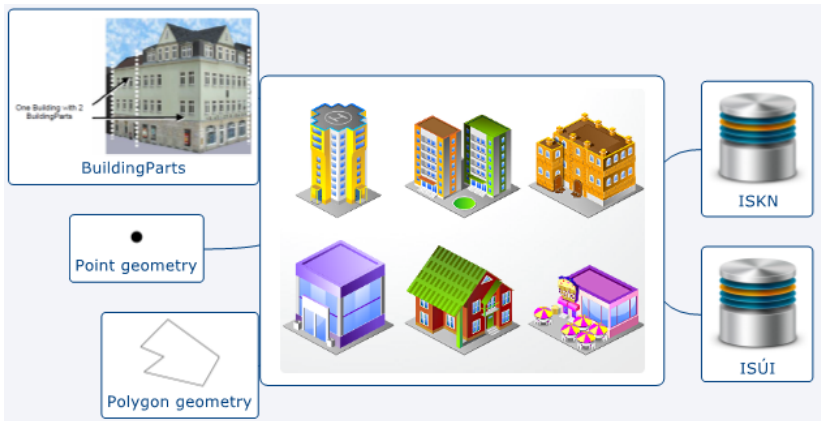 One Building with 2
BuildingParts
BuildingParts
Point geometry
Polygon geometry
H
ISKN
ISÚI